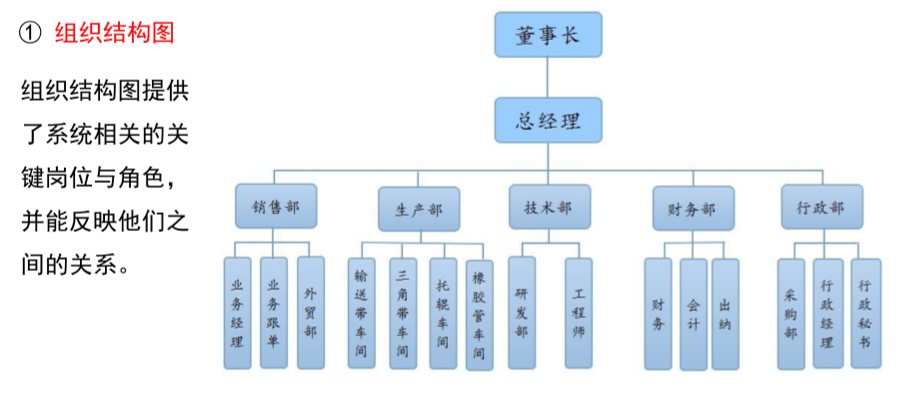 ① 组织结构图
组织结构图提供
了系统相关的关
键岗位与角色，
并能反映他们之
间的关系。
董事长
总经理
销售部
生产部
技术部
财务部
行政部
业务经理
业务跟单
外贸部
输送带车间
三角带车间
托辊车间
橡胶管车间
研发部
工程师
财务
会计
出纳
采购部
行政经理
行政秘书